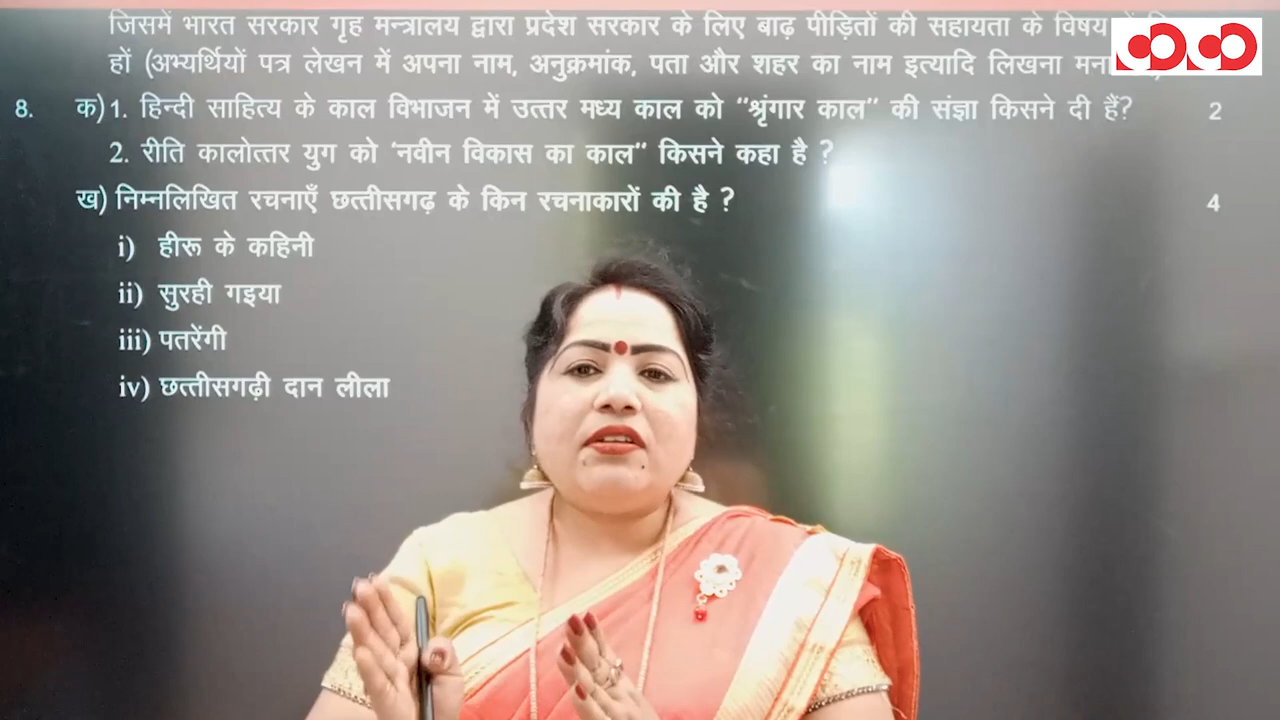 जिसमें भारत सरकार गृह मन्त्रालय द्वारा प्रदेश सरकार के लिए बाढ़ पीड़ितों की सहायता के विषय
हों (अभ्यर्थियों पत्र लेखन में अपना नाम, अनुक्रमांक, पता और शहर का नाम इत्यादि लिखना
8. क) 1. हिन्दी साहित्य के काल विभाजन में उत्तर मध्य काल को "श्रृंगार काल" की संज्ञा किसने दी हैं? 2
2. रीति कालोत्तर युग को 'नवीन विकास का काल" किसने कहा है ?
ख) निम्नलिखित रचनाएँ छत्तीसगढ़ के किन रचनाकारों की है ? 4
i) हीरू के कहिनी
ii) सुरही गइया
iii) पतरेंगी
iv) छत्तीसगढ़ी दान लीला